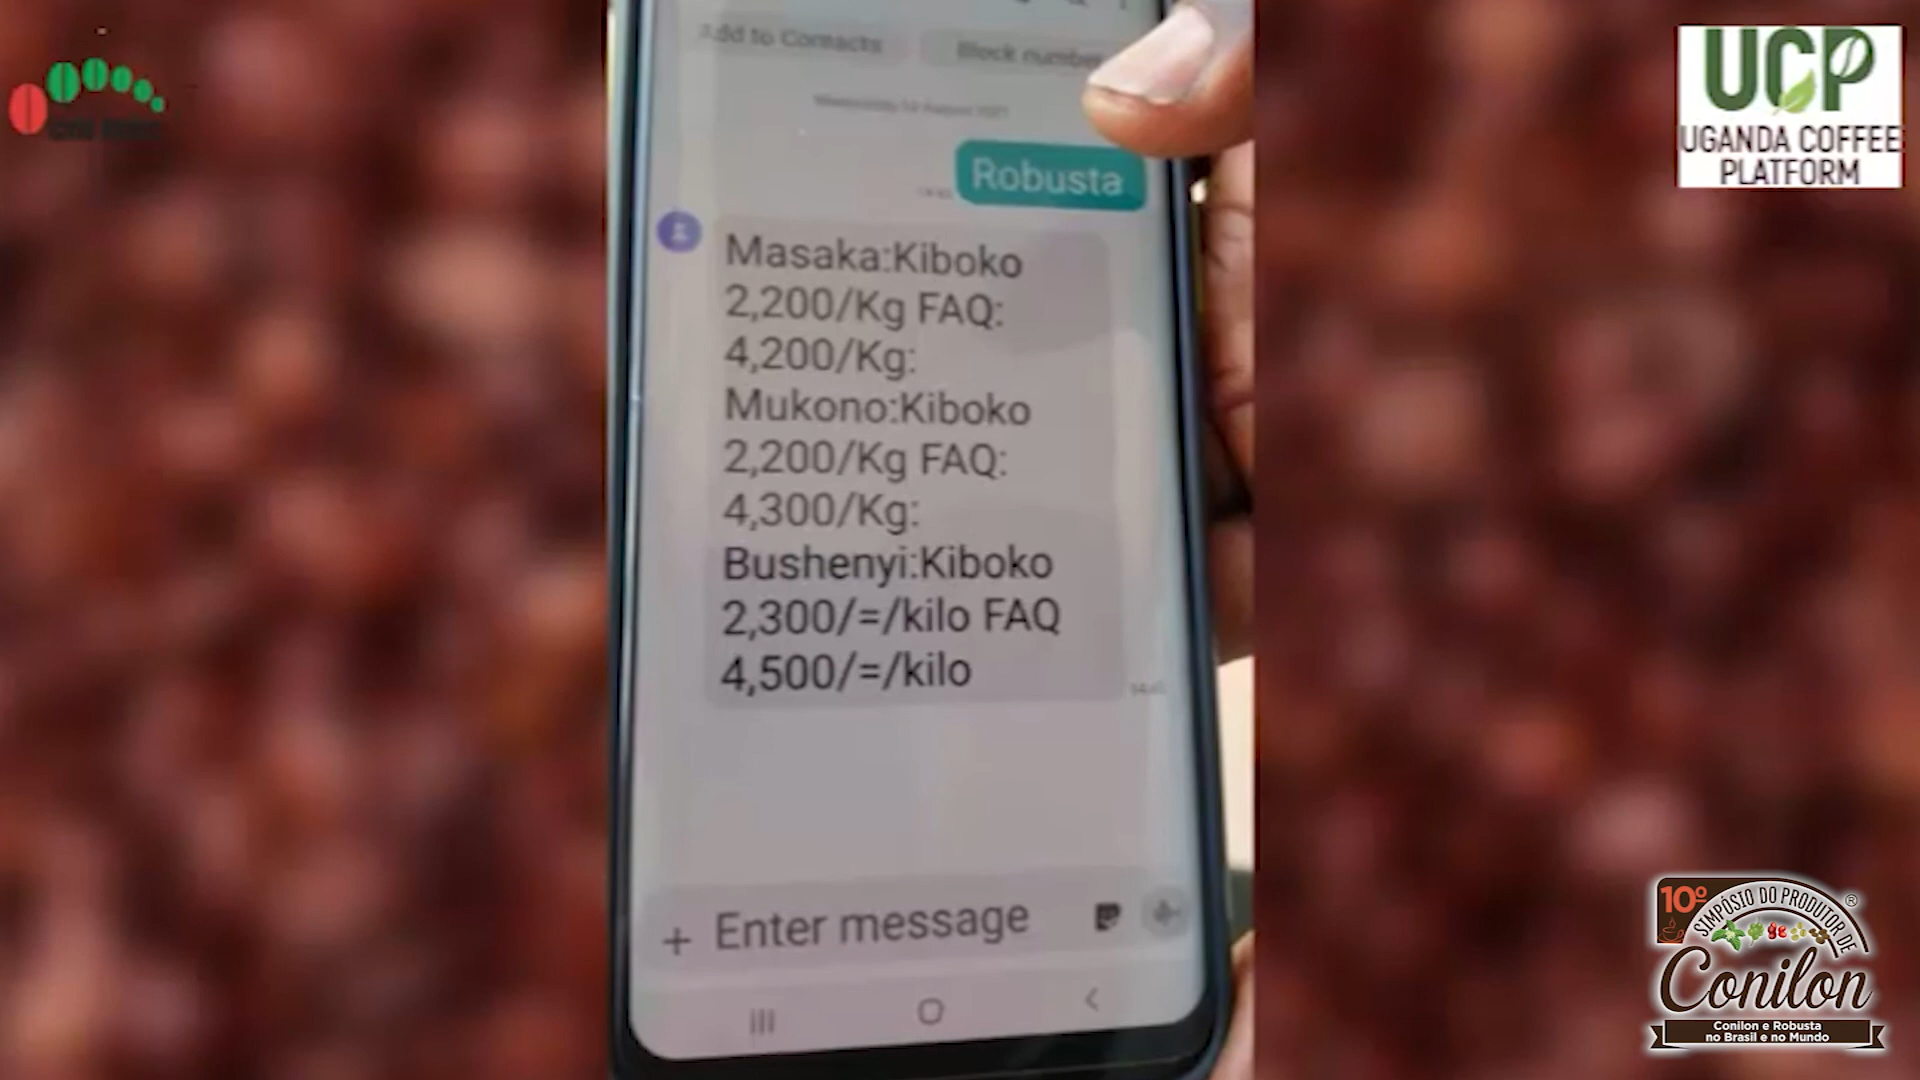 Add to Contacts
Block number
Robusta
Masaka:Kiboko
2,200/Kg FAQ:
4,200/Kg:
Mukono:Kiboko
2,200/Kg FAQ:
4,300/Kg:
Bushenyi:Kiboko
2,300/=/kilo FAQ
4,500/=/kilo
Enter message
UCP
UGANDA COFFEE
PLATFORM
10º
SIMPÓSIO DO PRODUTOR DE
®
Conilon
Conilon e Robusta
no Brasil e no Mundo